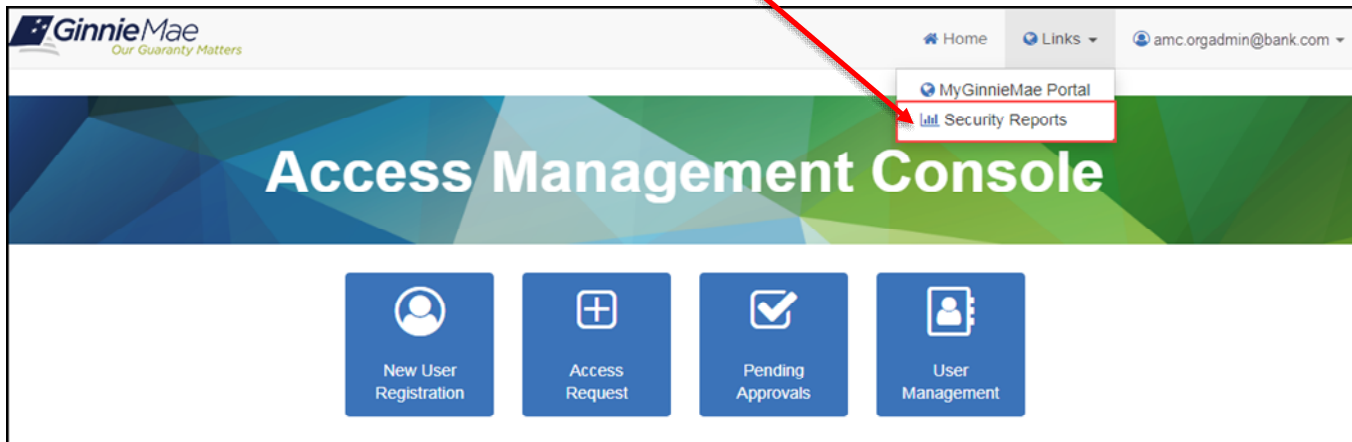 GinnieMae
Our Guaranty Matters
Home
Links
amc.orgadmin@bank.com
MyGinnieMae Portal
Security Reports
Access Management Console
New User
Registration
Access
Request
Pending
Approvals
User
Management